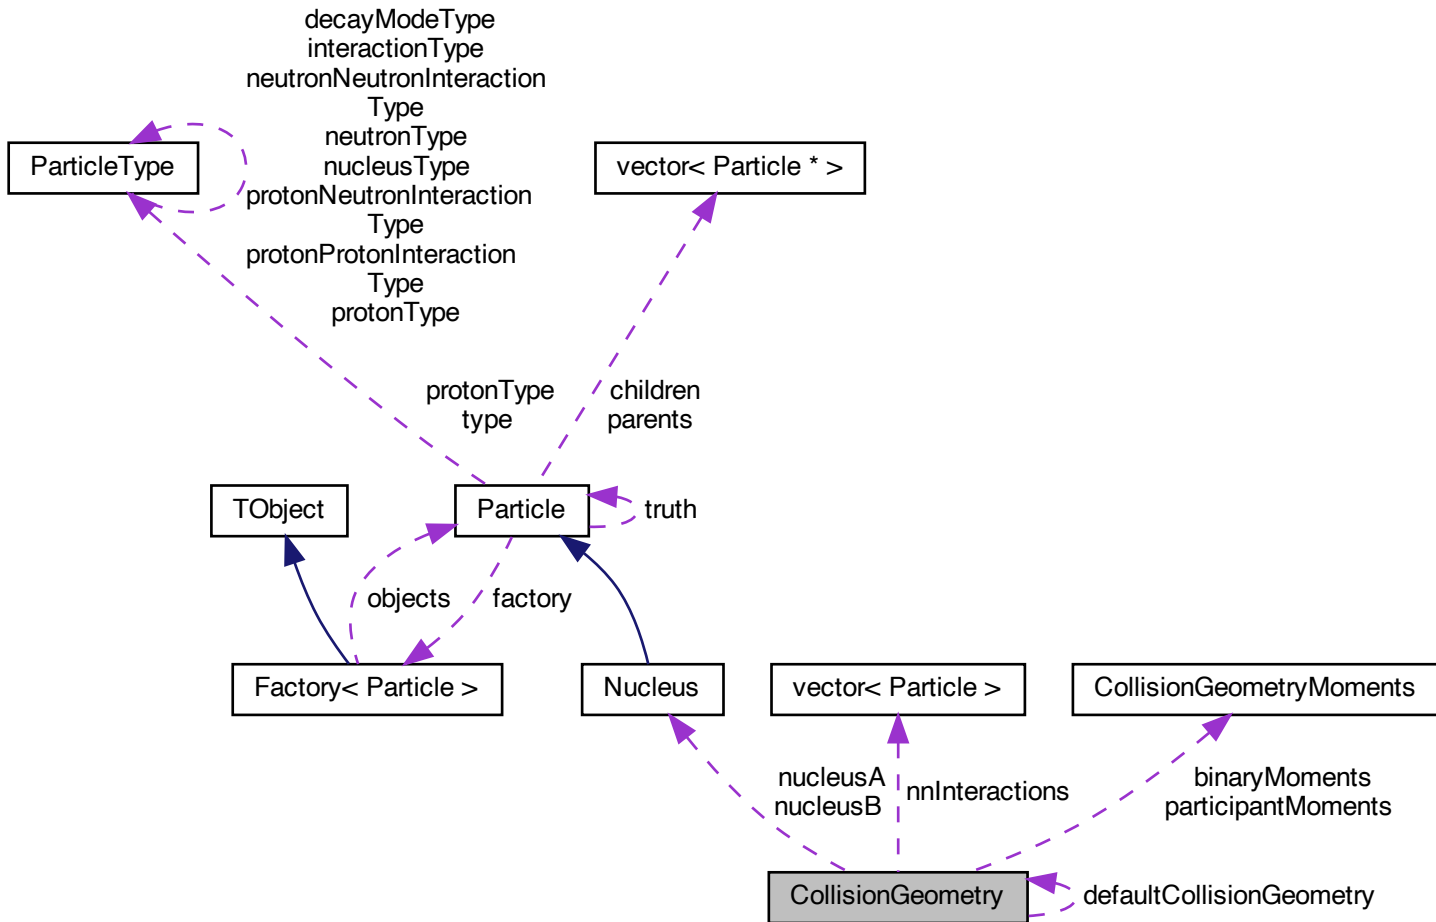 decayModeType
interactionType
neutronNeutronInteraction
Type
neutronType
nucleusType
protonNeutronInteraction
Type
protonProtonInteraction
Type
protonType
ParticleType
vector< Particle * >
protonType
type
children
parents
TObject
Particle
truth
objects
factory
Factory< Particle >
Nucleus
vector< Particle >
CollisionGeometryMoments
nucleusA
nucleusB
nnInteractions
binaryMoments
participantMoments
CollisionGeometry
defaultCollisionGeometry